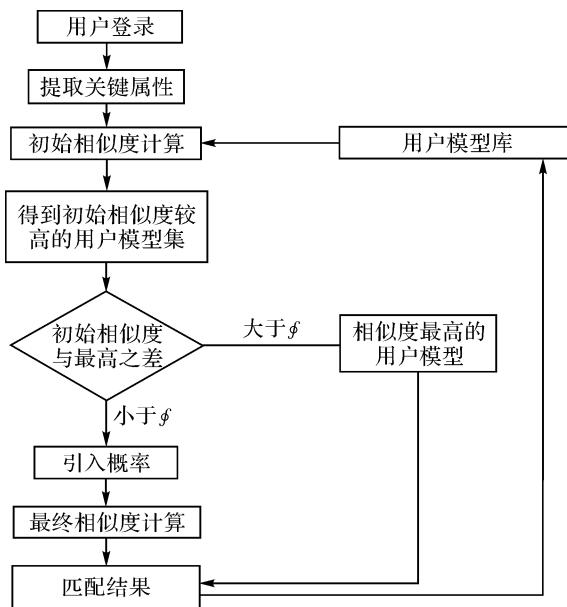 用户登录
提取关键属性
初始相似度计算
用户模型库
得到初始相似度较
高的用户模型集
初始相似度
与最高之差
大于∮
相似度最高的
用户模型
小于∮
引入概率
最终相似度计算
匹配结果